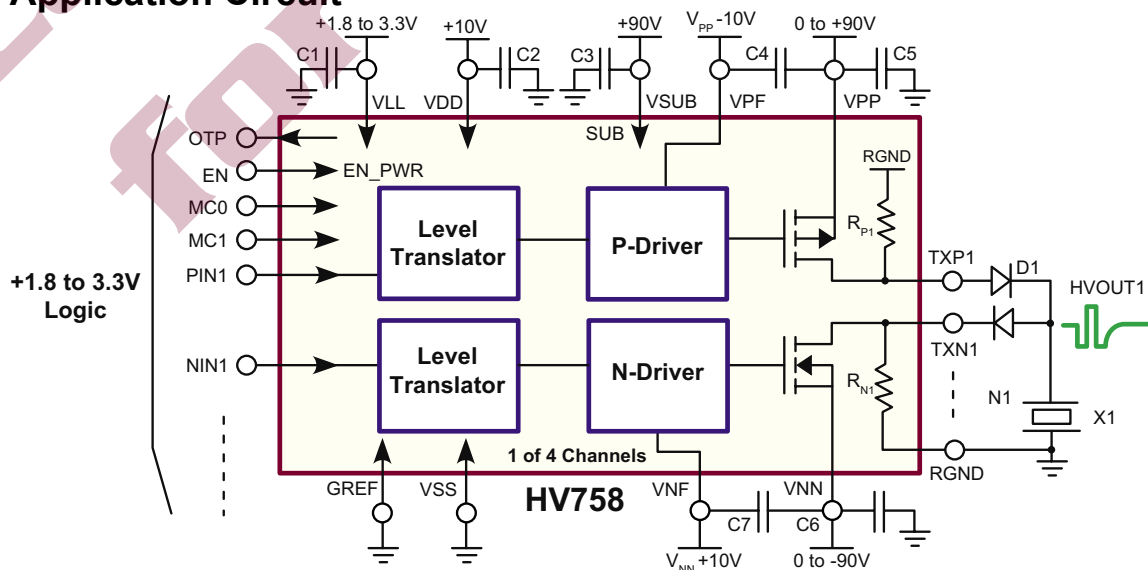 Application Circuit
+1.8 to 3.3V
+10V
+90V
VPP -10V
0 to +90V
C1
C2
C3
C4
C5
VLL
VDD
VSUB
VPF
VPP
SUB
OTP
EN
EN_PWR
MC0
MC1
PIN1
NIN1
+1.8 to 3.3V
Logic
Level
Translator
P-Driver
RGND
RP1
TXP1
D1
HVOUT1
TXN1
Level
Translator
N-Driver
RN1
N1
X1
RGND
1 of 4 Channels
GREF
VSS
HV758
VNF
VNN
C7
C6
VNN +10V
0 to -90V
for